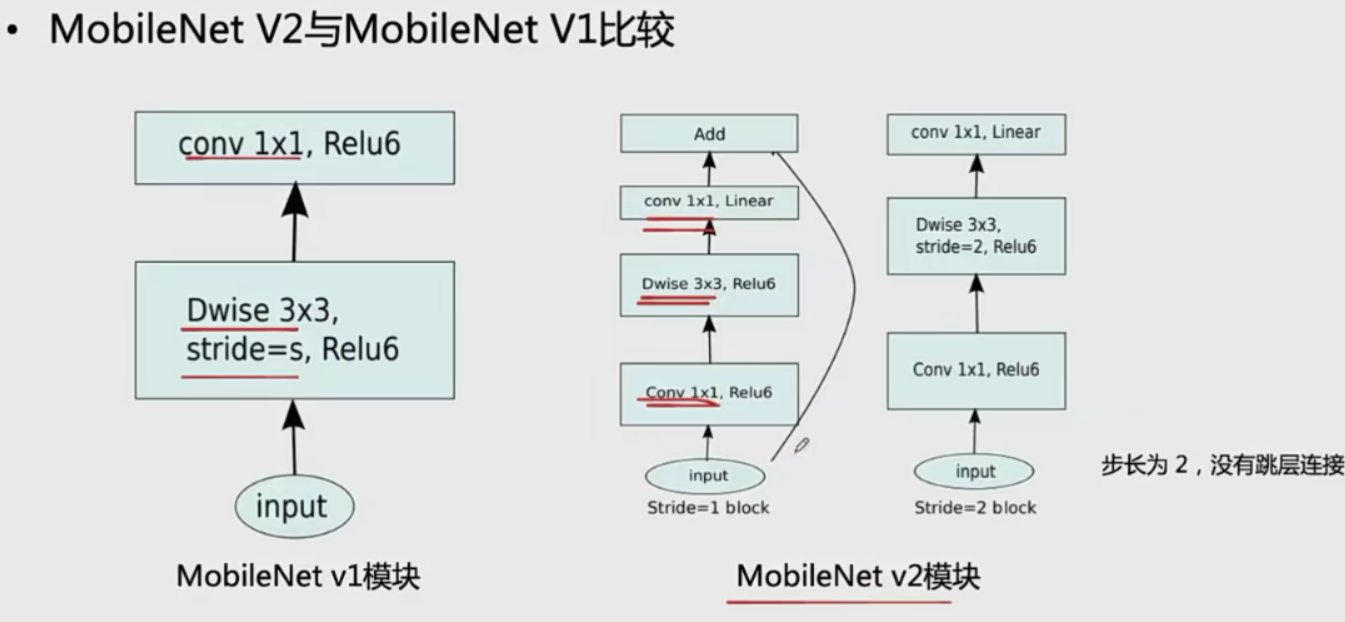 • MobileNet V2与MobileNet V1比较
conv 1x1, Relu6
Dwise 3x3,
stride=s, Relu6
input
MobileNet v1模块
Add
conv 1x1, Linear
Dwise 3x3, Relu6
Conv 1x1, Relu6
input
Stride=1 block
conv 1x1, Linear
Dwise 3x3,
stride=2, Relu6
Conv 1x1, Relu6
input
Stride=2 block
MobileNet v2模块
步长为 2，没有跳层连接